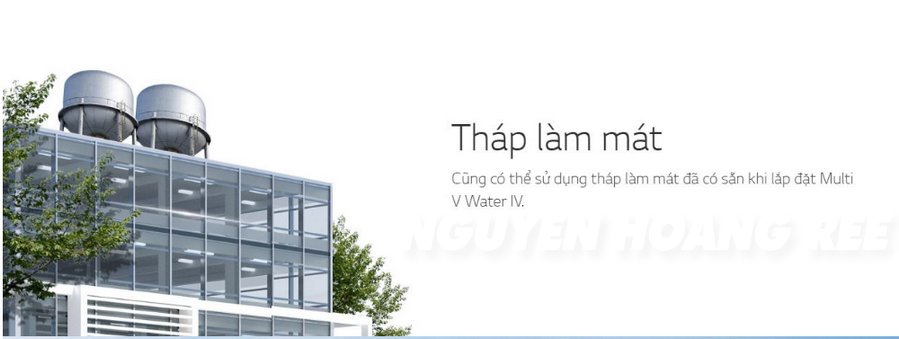 Tháp làm mát
Cũng có thể sử dụng tháp làm mát đã có sẵn khi lắp đặt Multi
V Water IV.
NGUYEN HOANG REE